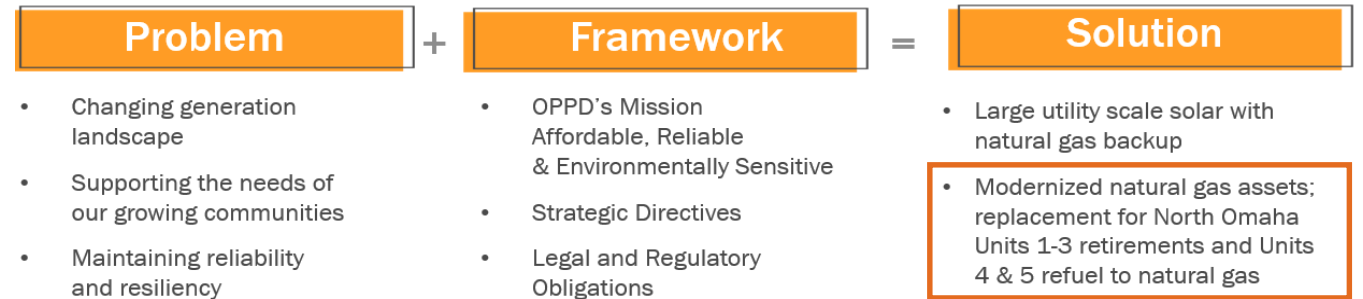 Problem
+
Framework
=
Solution
• Changing generation
landscape
• Supporting the needs of
our growing communities
• Maintaining reliability
and resiliency
• OPPD's Mission
Affordable, Reliable
& Environmentally Sensitive
• Strategic Directives
• Legal and Regulatory
Obligations
• Large utility scale solar with
natural gas backup
• Modernized natural gas assets;
replacement for North Omaha
Units 1-3 retirements and Units
4 & 5 refuel to natural gas